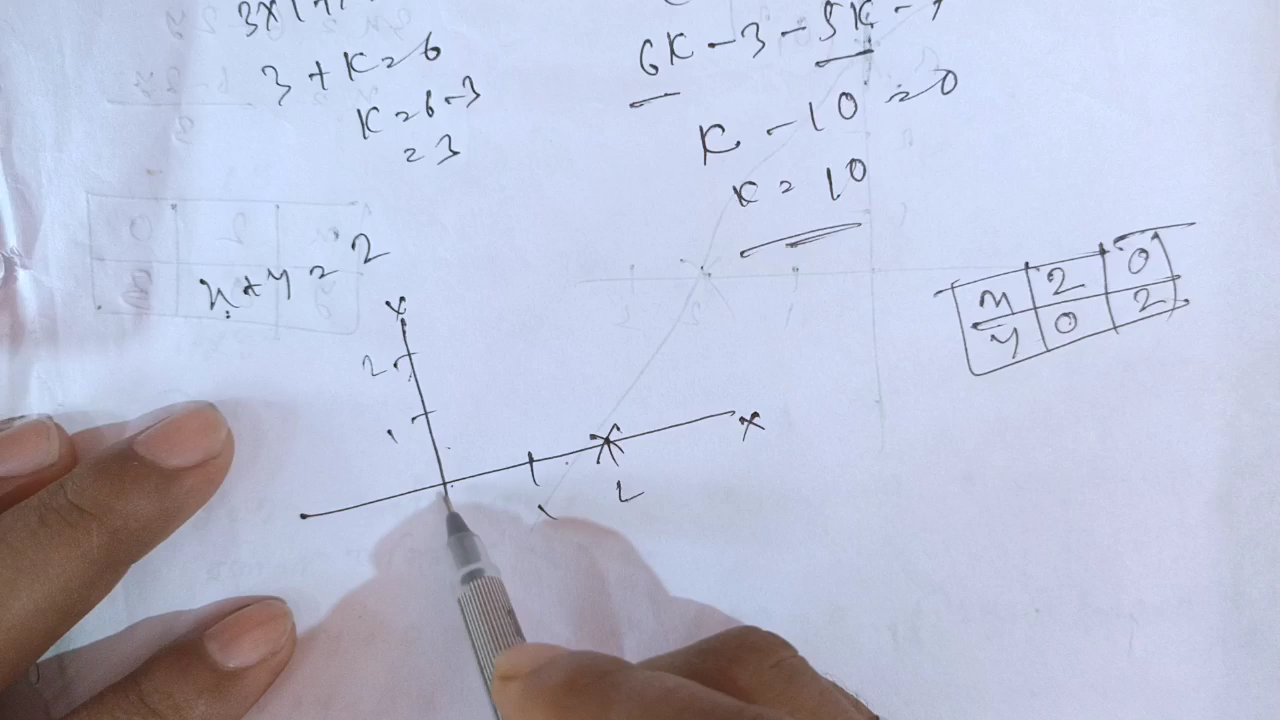 3 + K = 6
K = 6 - 3
= 3
6K - 3 - 5K - 7
K - 10 = 0
K = 10
x + y = 2
x 2 0
y 0 2
2
1
x
1 2